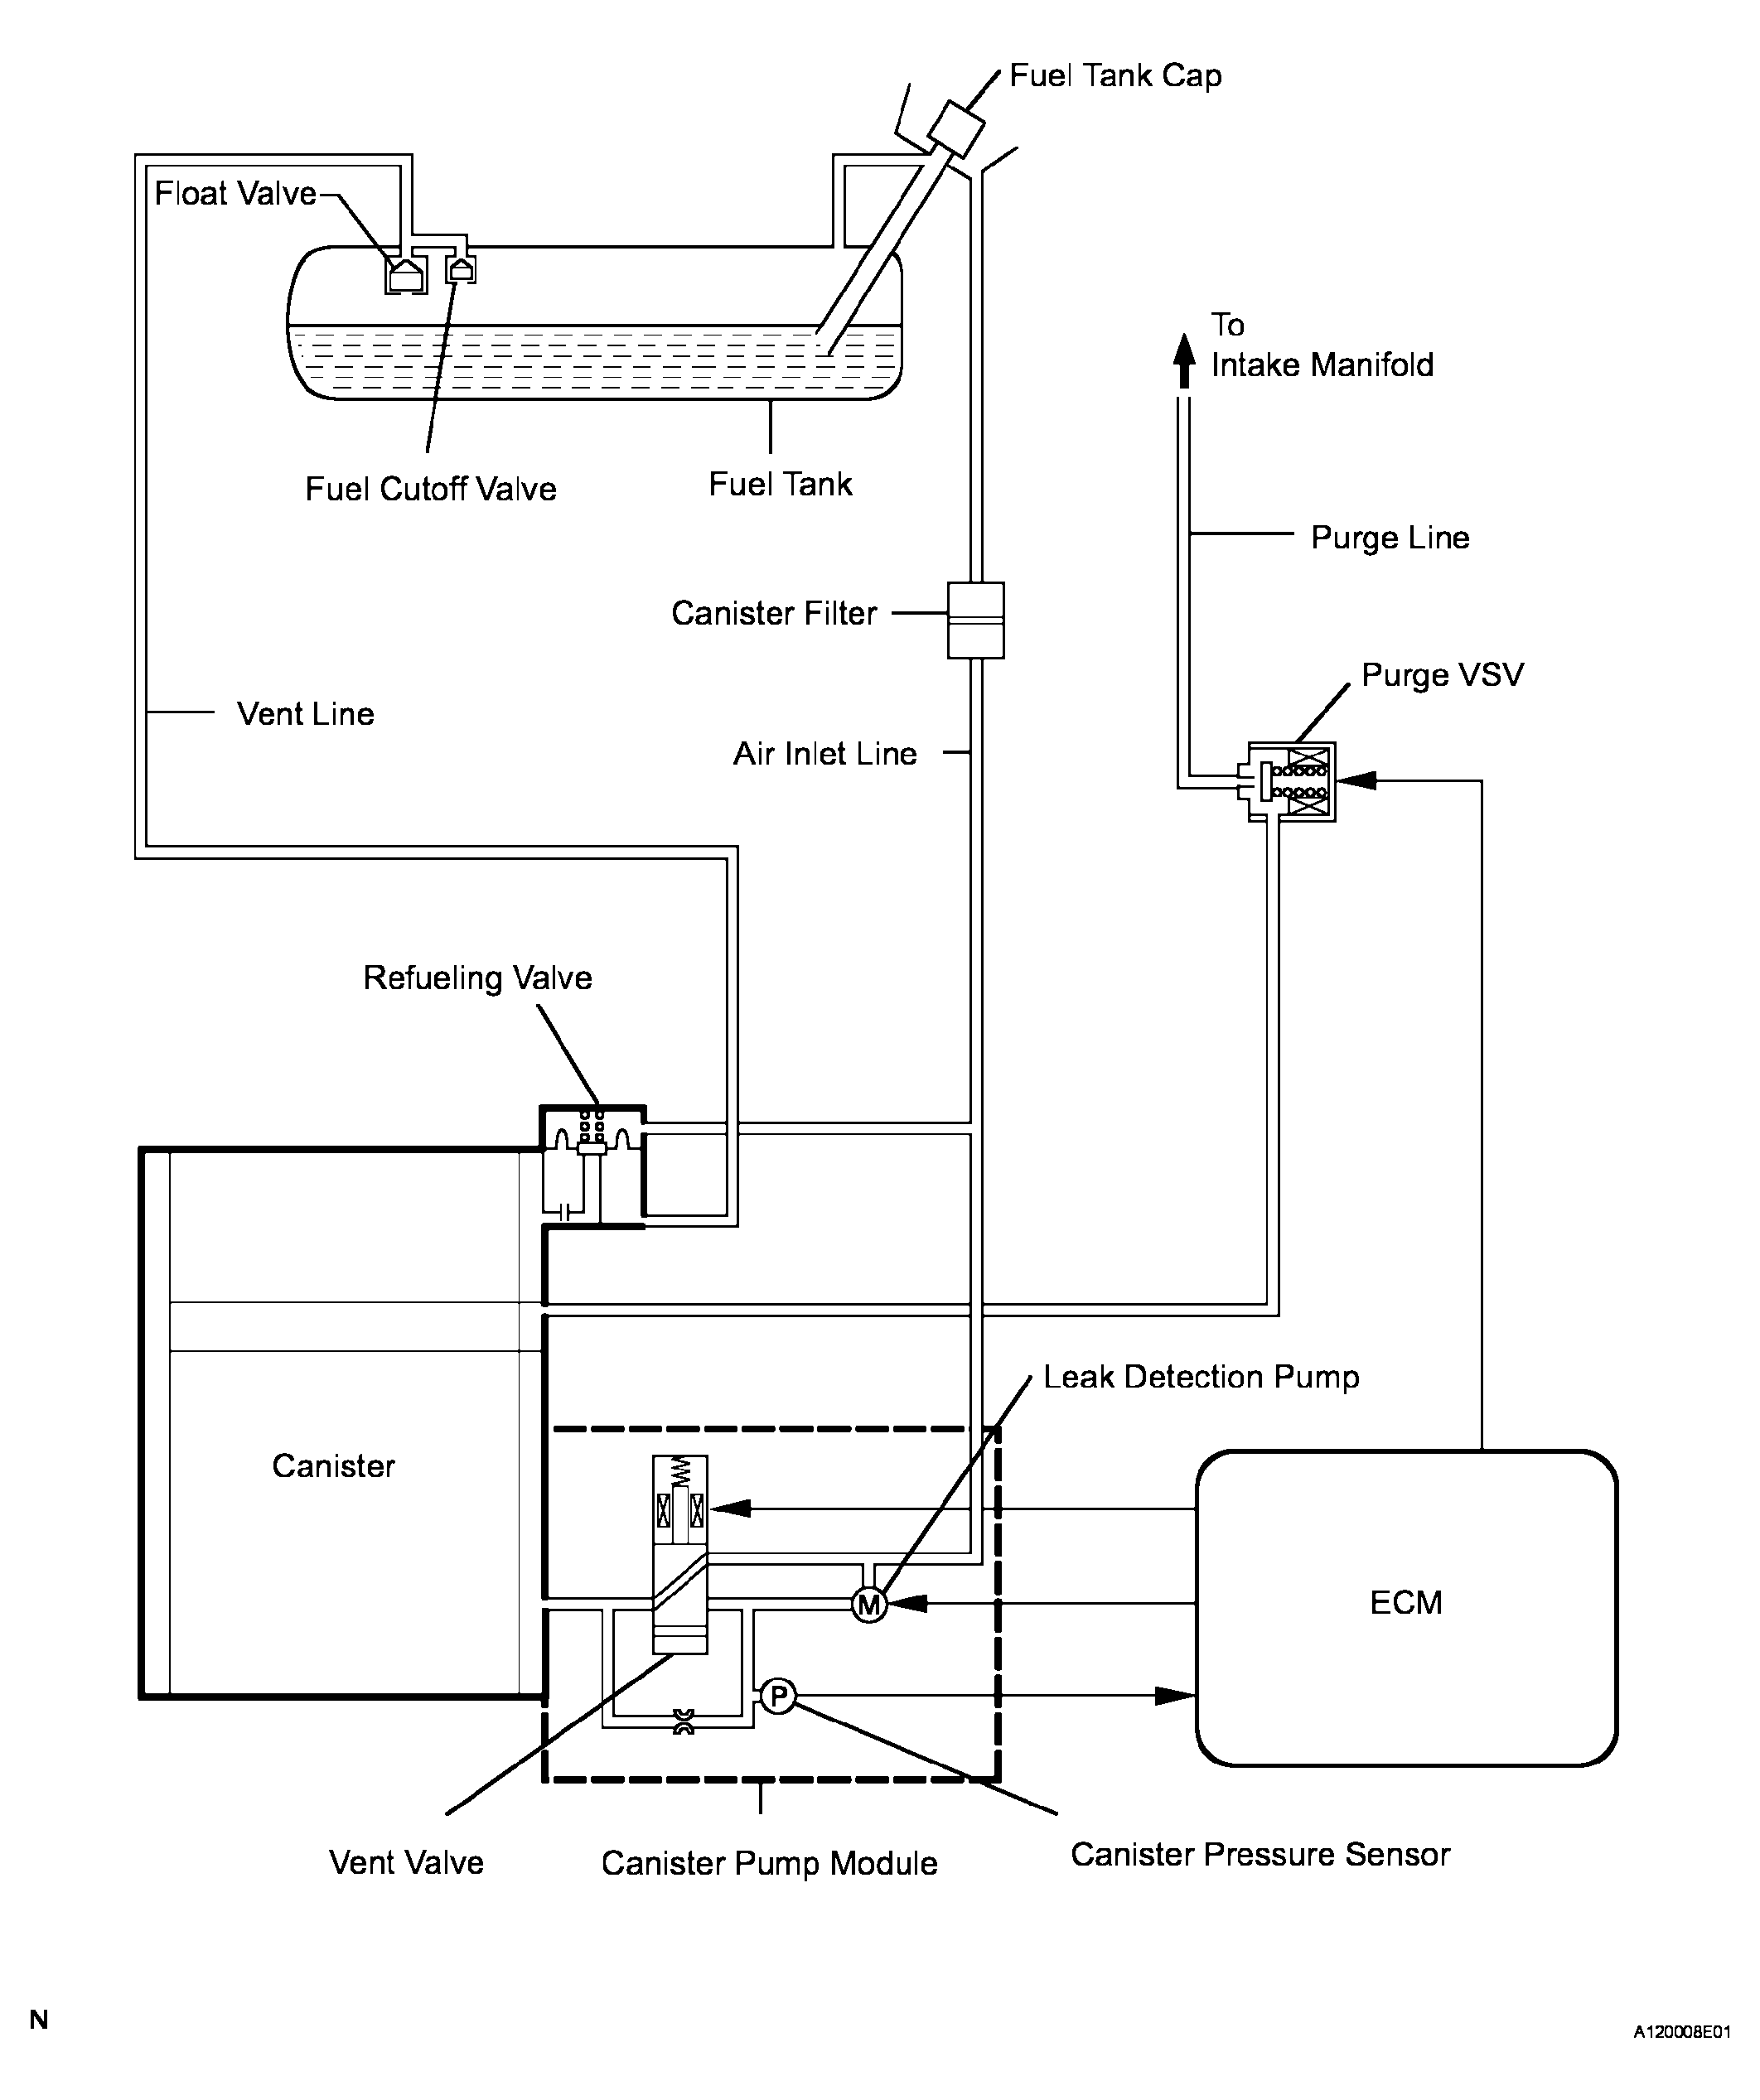 Fuel Tank Cap
Float Valve
To
Intake Manifold
Fuel Cutoff Valve
Fuel Tank
Purge Line
Canister Filter
Purge VSV
Vent Line
Air Inlet Line
Refueling Valve
Leak Detection Pump
Canister
ECM
M
P
Vent Valve
Canister Pump Module
Canister Pressure Sensor
N
A120008E01